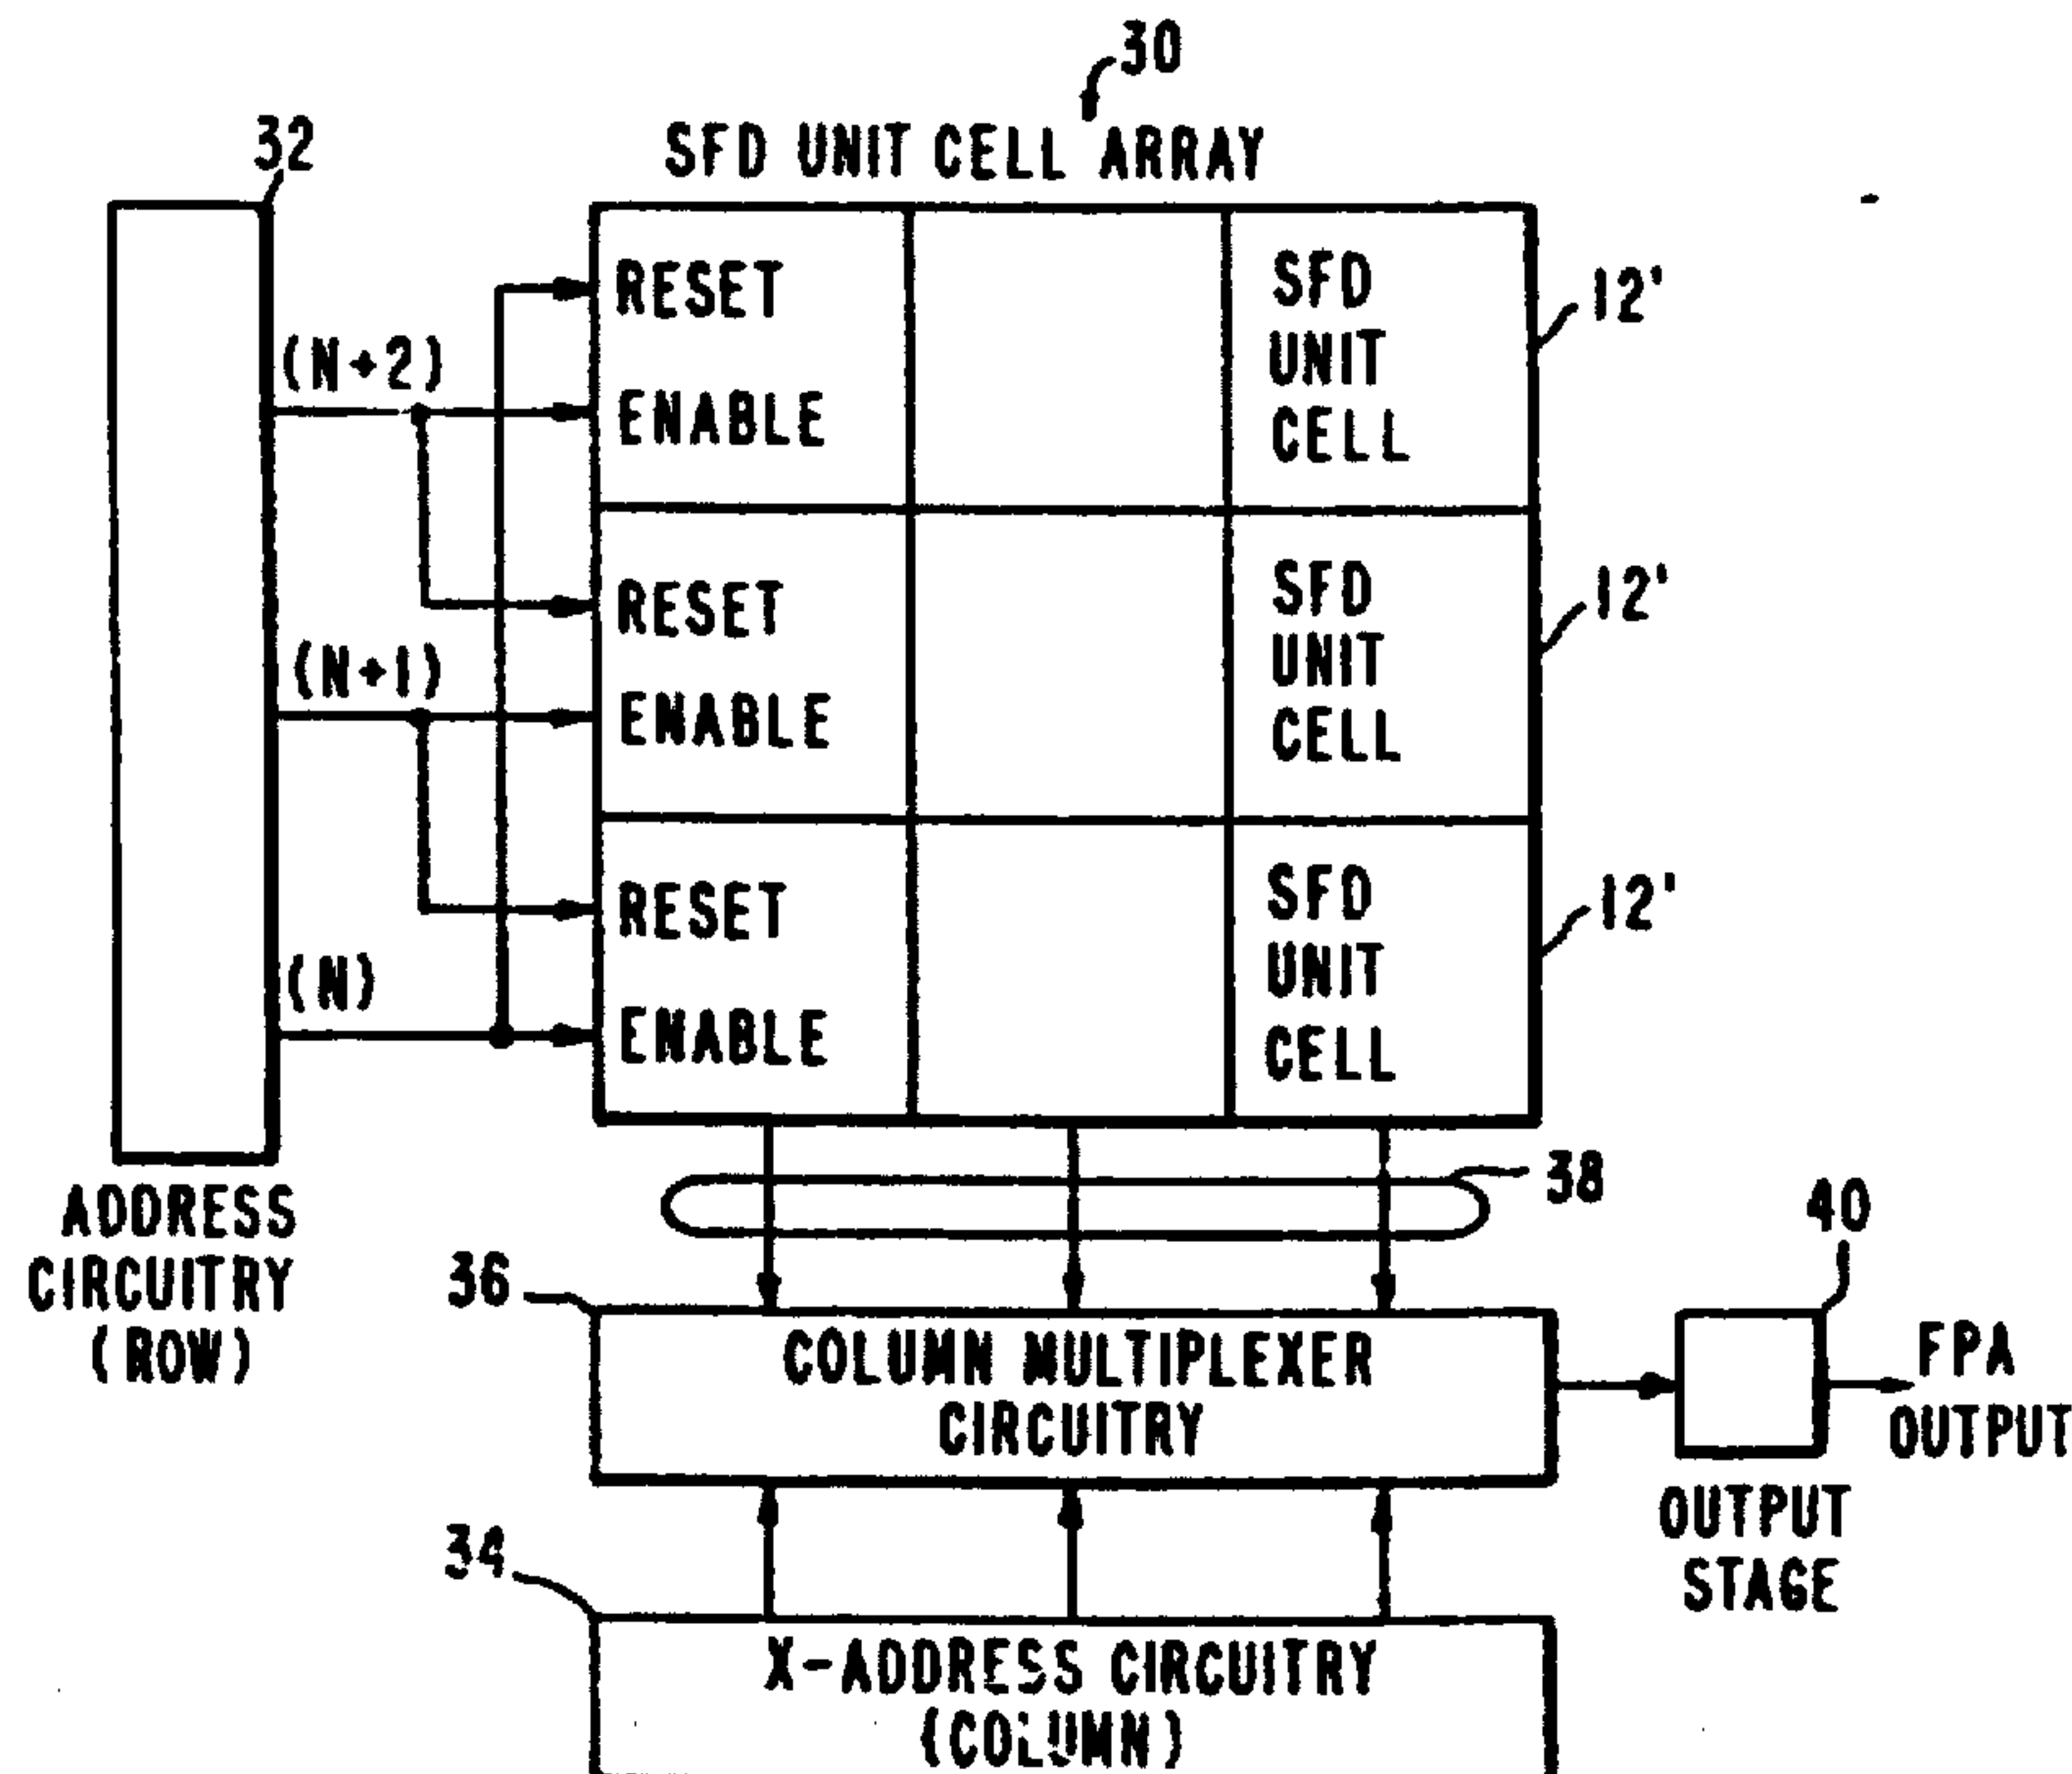 30
32
SFD UNIT CELL ARRAY
RESET
SFD
UNIT
CELL
12'
(N+2)
ENABLE
RESET
SFD
UNIT
CELL
12'
(N+1)
ENABLE
RESET
SFD
UNIT
CELL
12'
(N)
ENABLE
38
40
ADDRESS
CIRCUITRY
(ROW)
36
COLUMN MULTIPLEXER
CIRCUITRY
FPA
OUTPUT
OUTPUT
STAGE
34
X-ADDRESS CIRCUITRY
(COLUMN)